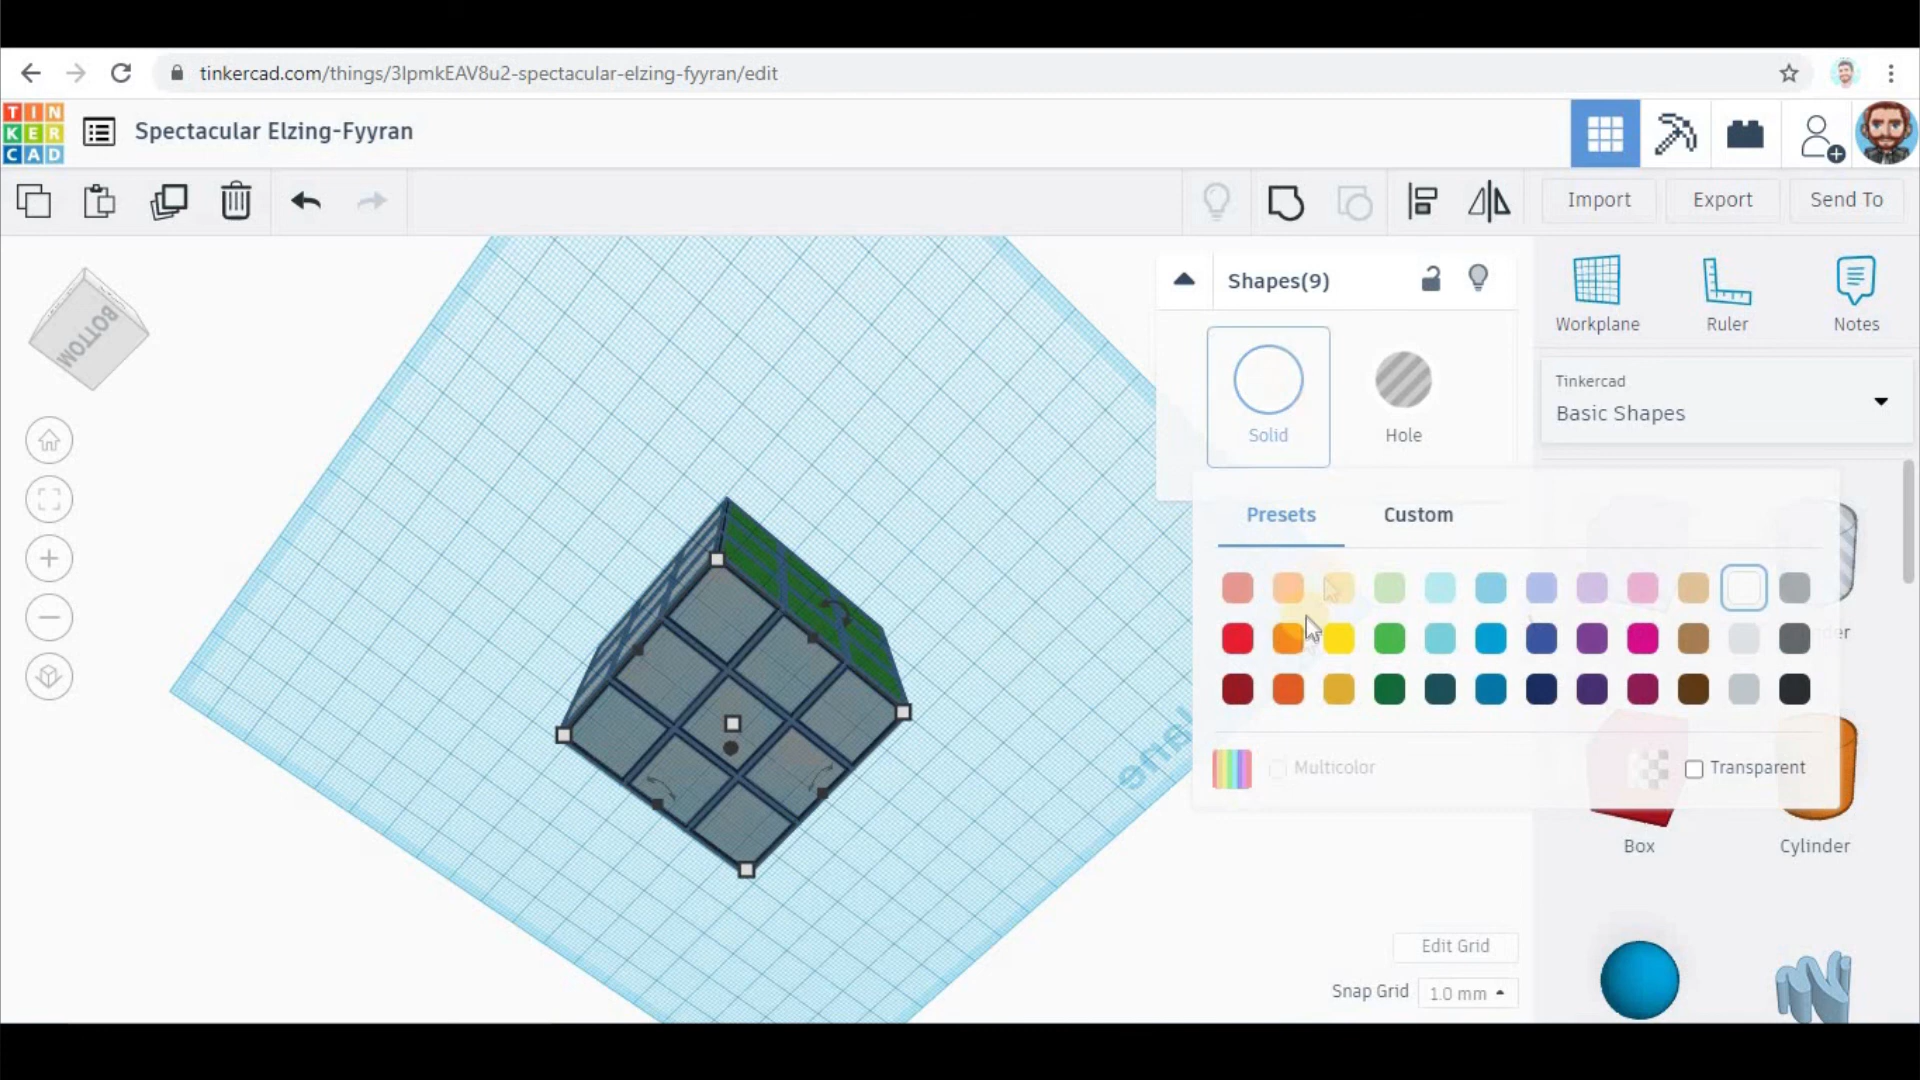 tinkercad.com/things/3lpmkEAV8u2-spectacular-elzing-fyyran/edit
TIN
KER
CAD
Spectacular Elzing-Fyyran
Import
Export
Send To
BOTTOM
Shapes(9)
Workplane
Ruler
Notes
Solid
Hole
Tinkercad
Basic Shapes
Presets
Custom
Multicolor
Transparent
Box
Cylinder
Edit Grid
Snap Grid
1.0 mm